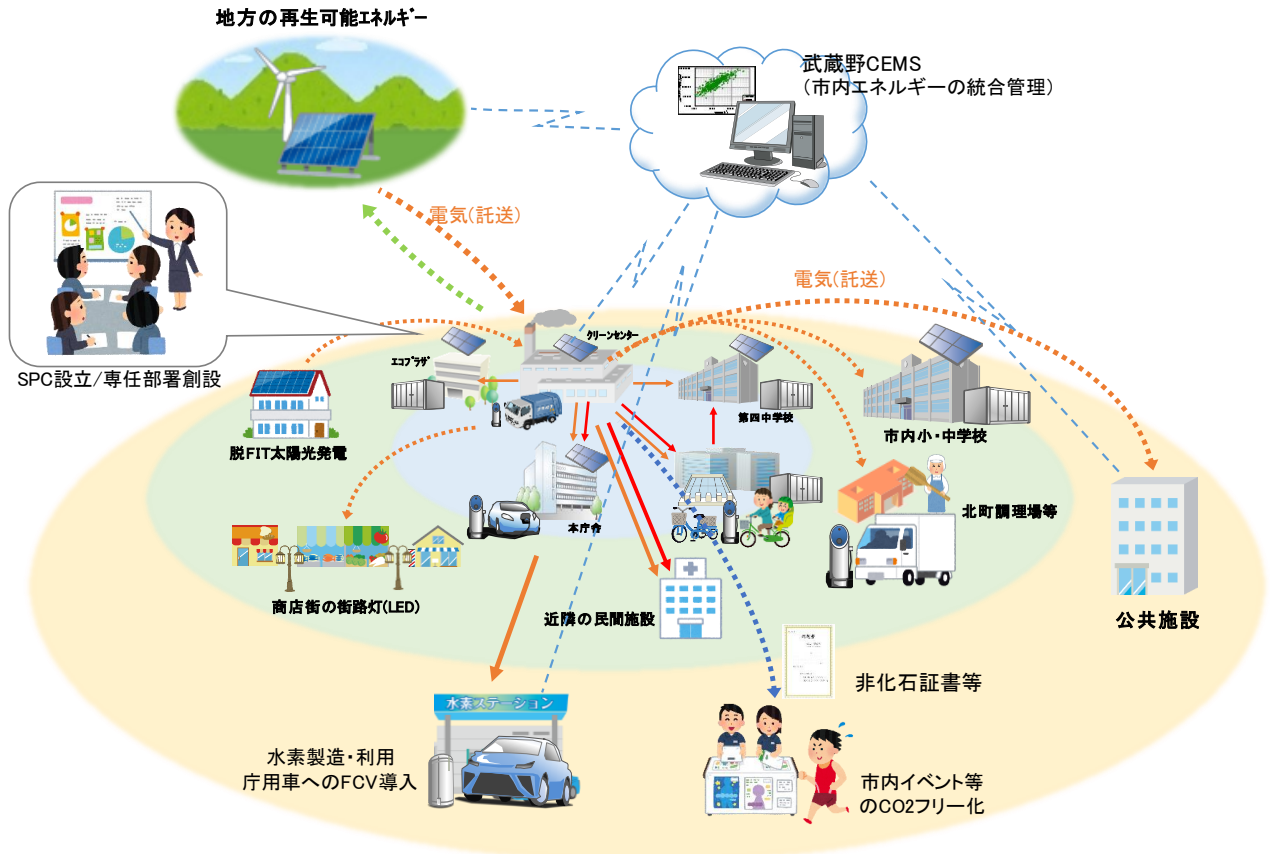 地方の再生可能ｴﾈﾙｷﾞｰ
武蔵野CEMS
（市内エネルギーの統合管理）
電気(託送)
電気(託送)
SPC設立/専任部署創設
ｸﾘｰﾝｾﾝﾀｰ
ｴｺﾌﾟﾗｻﾞ
第四中学校
市内小・中学校
脱FIT太陽光発電
本庁舎
北町調理場等
商店街の街路灯(LED)
近隣の民間施設
公共施設
非化石証書等
水素ステーション
水素製造・利用
庁用車へのFCV導入
市内イベント等
のCO2フリー化